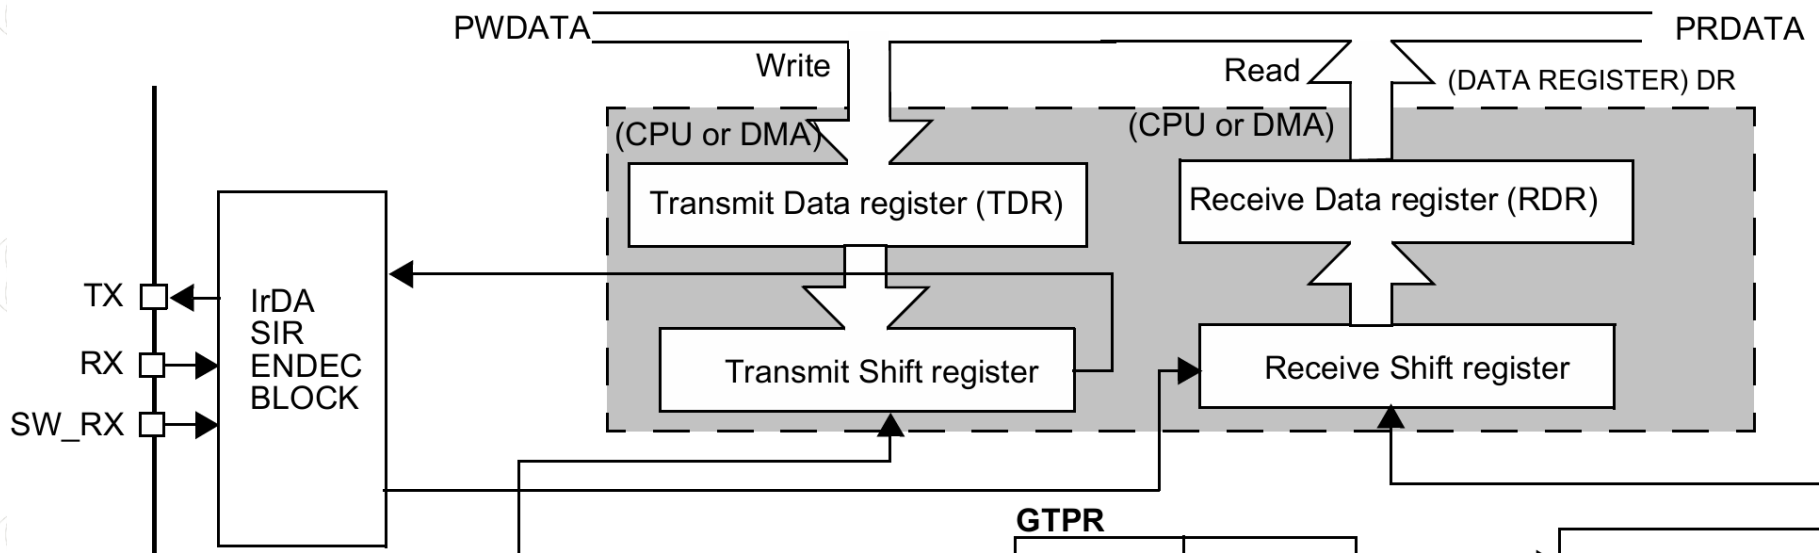 PWDATA
PRDATA
Write
Read
(DATA REGISTER) DR
(CPU or DMA)
(CPU or DMA)
Transmit Data register (TDR)
Receive Data register (RDR)
TX
RX
SW_RX
IrDA
SIR
ENDEC
BLOCK
Transmit Shift register
Receive Shift register
GTPR